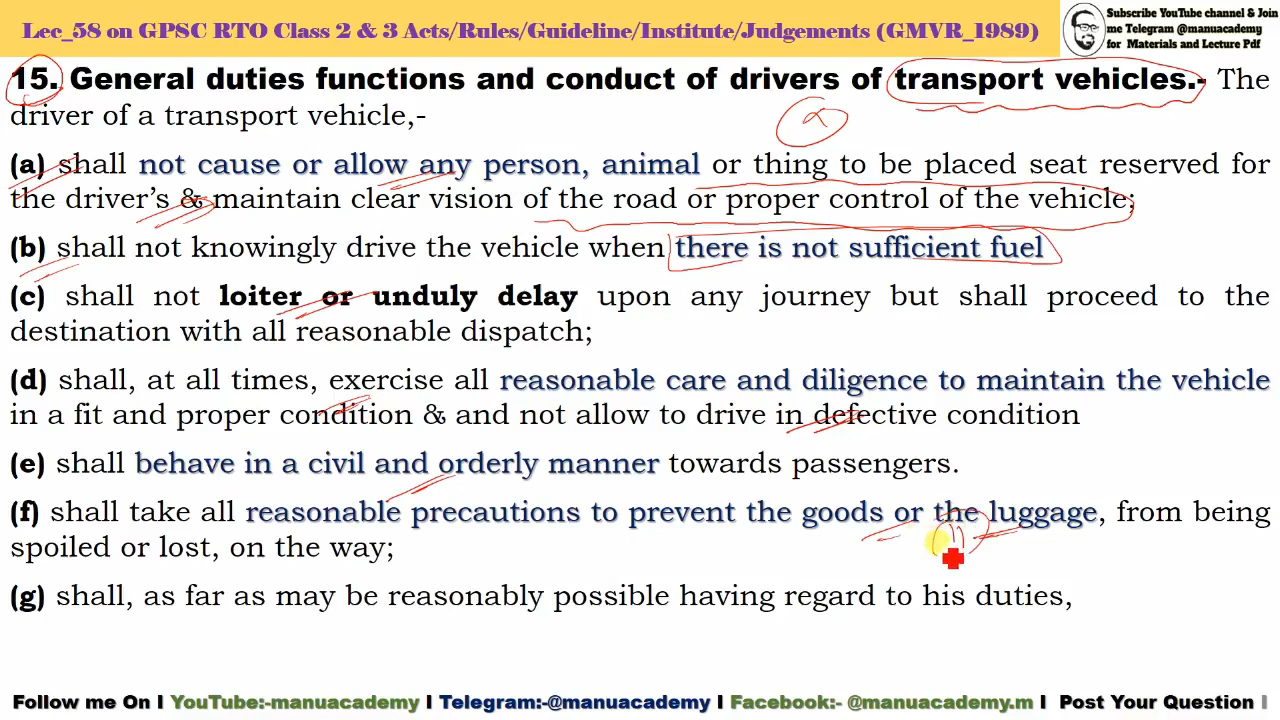 Lec_58 on GPSC RTO Class 2 & 3 Acts/Rules/Guideline/Institute/Judgements (GMVR_1989)
Subscribe YouTube channel & Join
me Telegram @manuacademy
for Materials and Lecture Pdf
15. General duties functions and conduct of drivers of transport vehicles.- The
driver of a transport vehicle,-
(a) shall not cause or allow any person, animal or thing to be placed seat reserved for
the driver's & maintain clear vision of the road or proper control of the vehicle;
(b) shall not knowingly drive the vehicle when there is not sufficient fuel
(c) shall not loiter or unduly delay upon any journey but shall proceed to the
destination with all reasonable dispatch;
(d) shall, at all times, exercise all reasonable care and diligence to maintain the vehicle
in a fit and proper condition & and not allow to drive in defective condition
(e) shall behave in a civil and orderly manner towards passengers.
(f) shall take all reasonable precautions to prevent the goods or the luggage, from being
spoiled or lost, on the way;
(g) shall, as far as may be reasonably possible having regard to his duties,
Follow me On I YouTube:-manuacademy I Telegram:-@manuacademy I Facebook:- @manuacademy.m I Post Your Question I